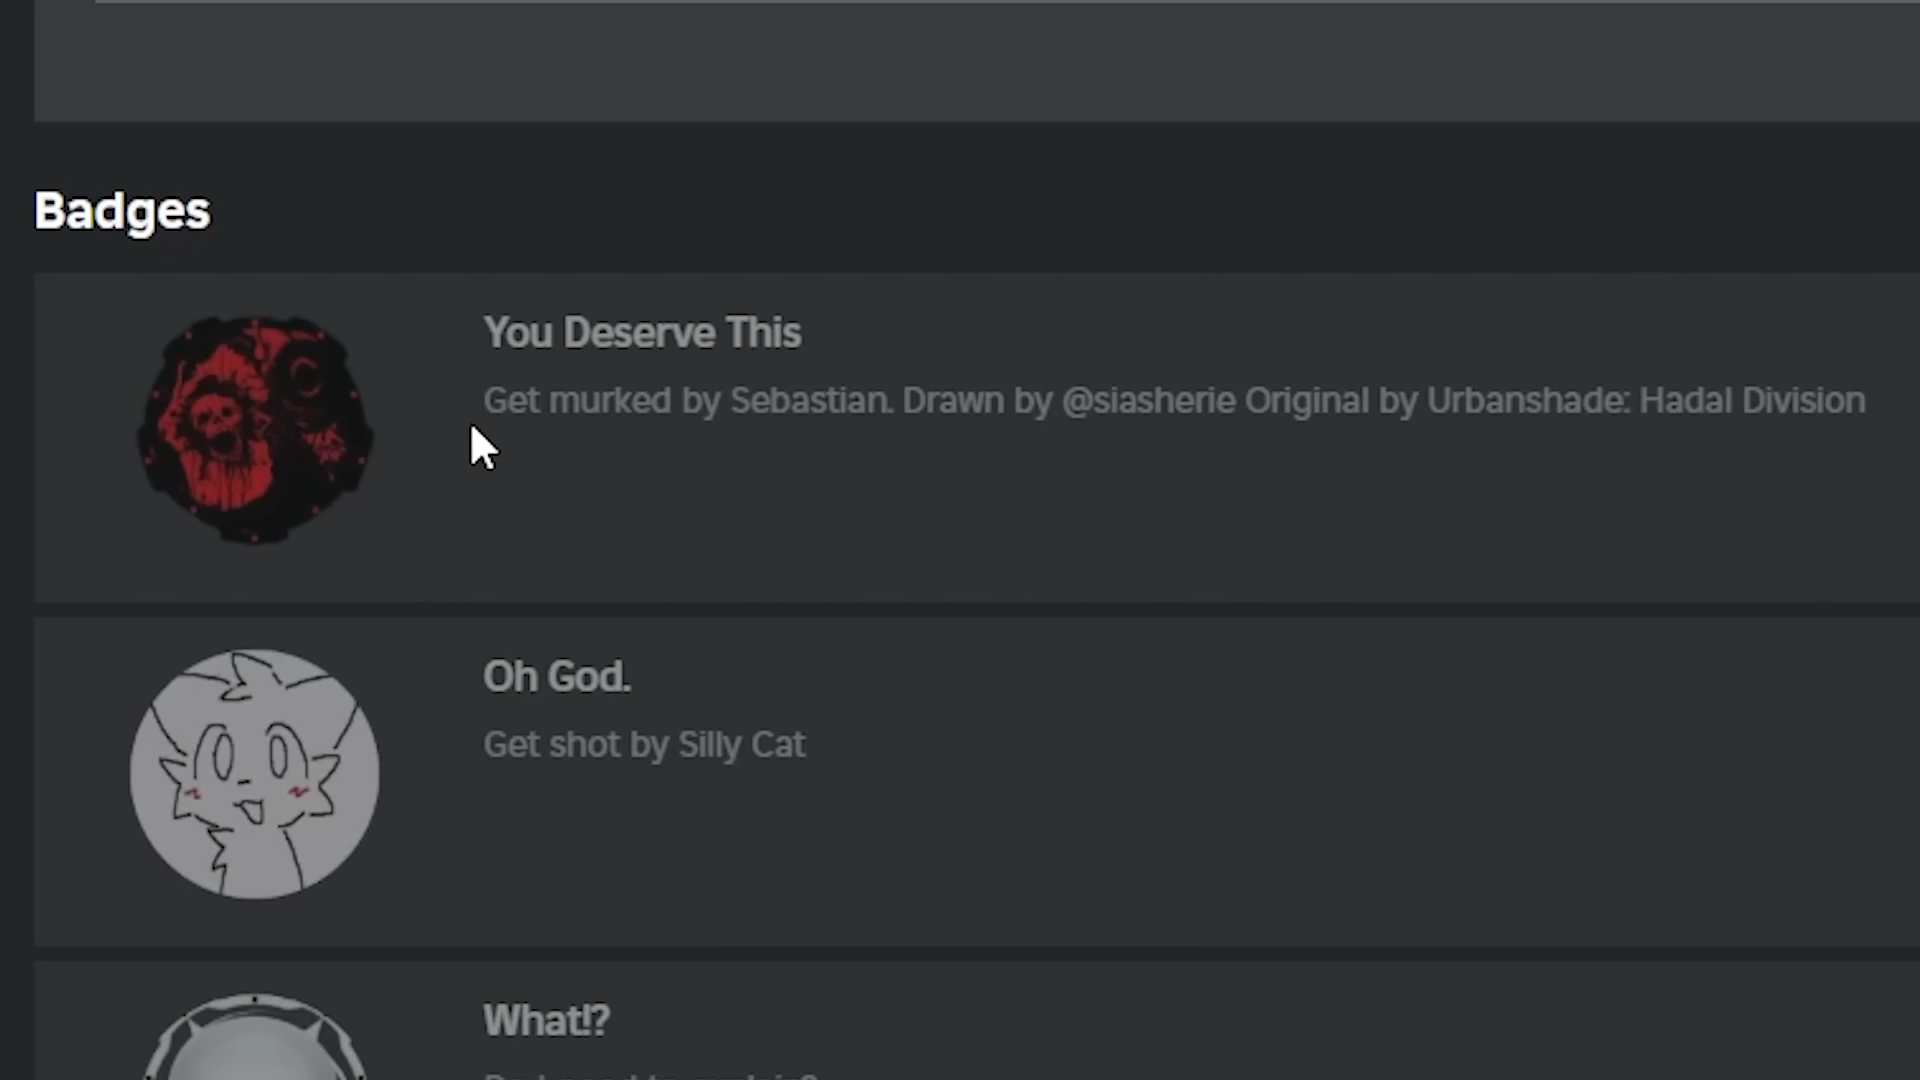 Badges
You Deserve This
Get murked by Sebastian. Drawn by @siasherie Original by Urbanshade: Hadal Division
Oh God.
Get shot by Silly Cat
What!?